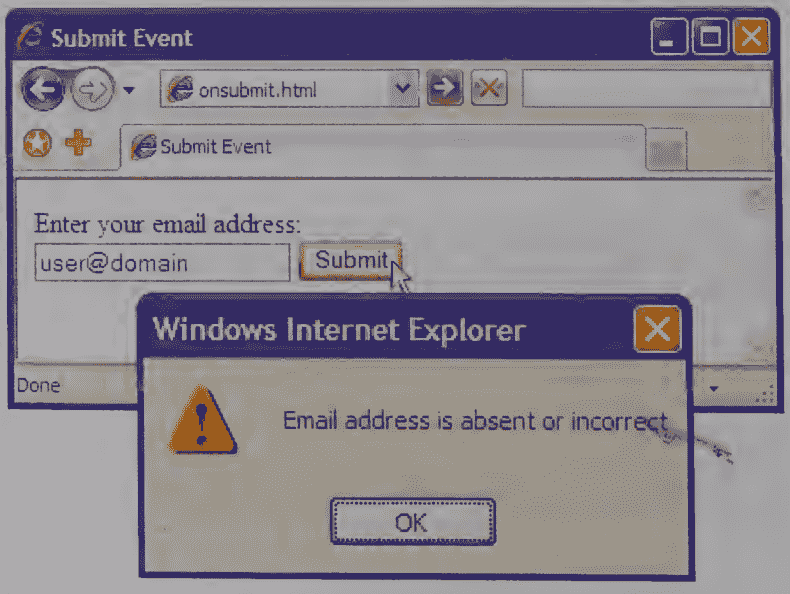 Submit Event
onsubmit.html
Submit Event
Enter your email address:
user@domain
Submit
Windows Internet Explorer
Done
Email address is absent or incorrect
OK